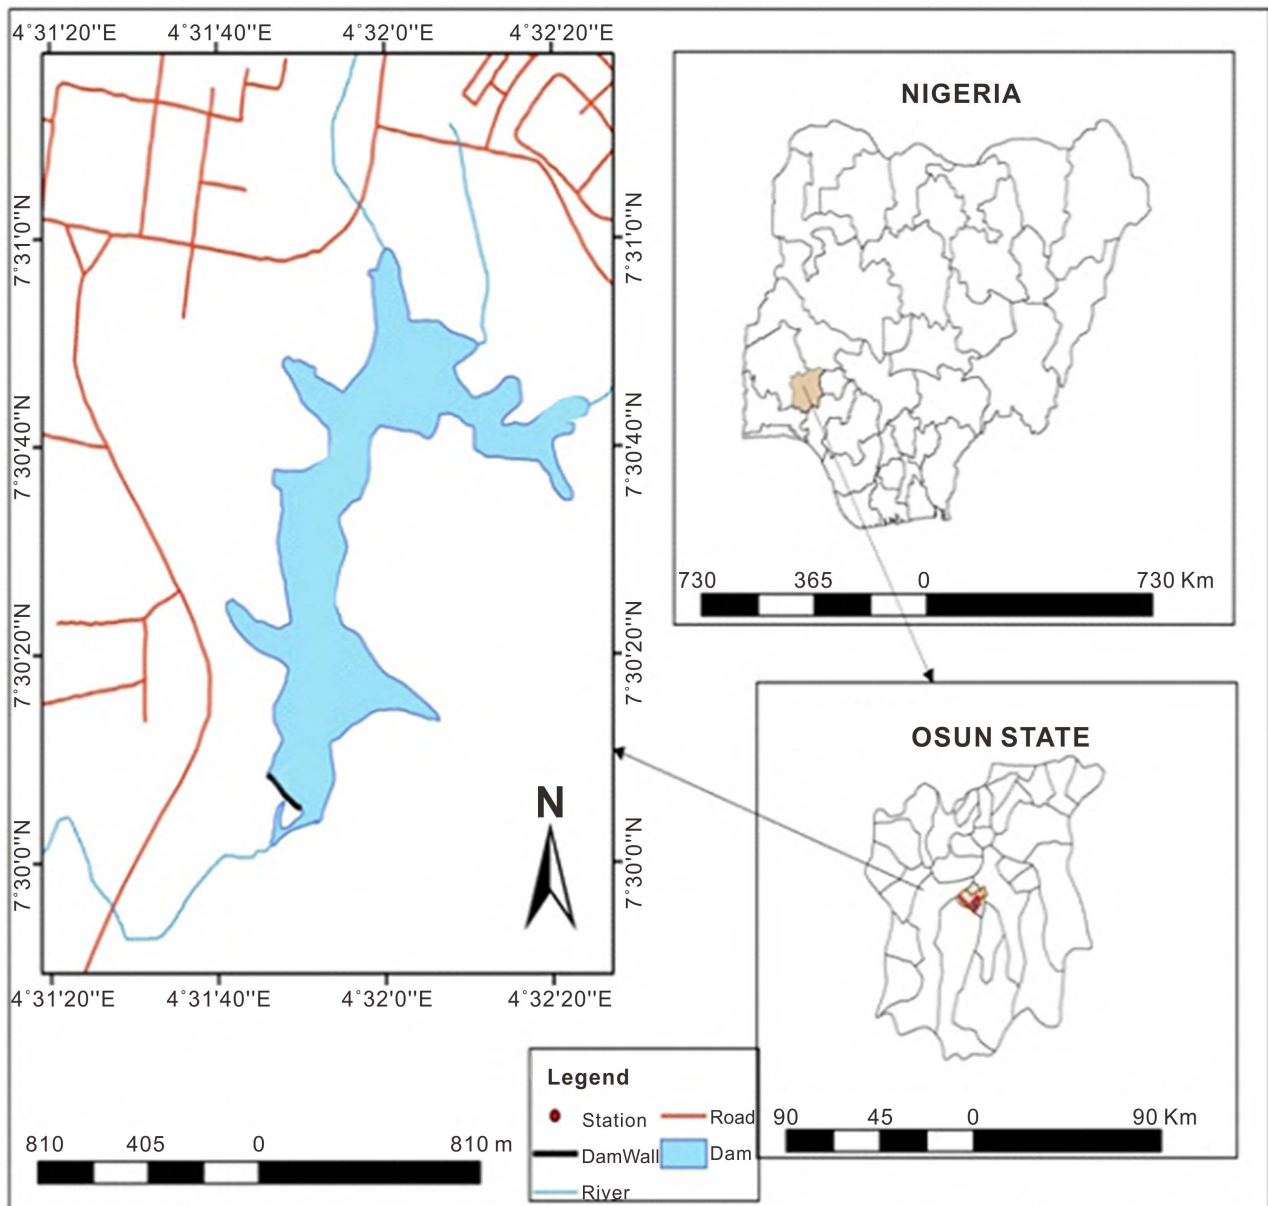 4˚31'20''E 4˚31'40''E 4˚32'0''E 4˚32'20''E
7˚31'0''N
7˚30'40''N
7˚30'20''N
7˚30'0''N
7˚31'0''N
7˚30'40''N
7˚30'20''N
7˚30'0''N
N
4˚31'20''E 4˚31'40''E 4˚32'0''E 4˚32'20''E
810 405 0 810 m
NIGERIA
730 365 0 730 Km
OSUN STATE
90 45 0 90 Km
Legend
Station Road
DamWall Dam
River